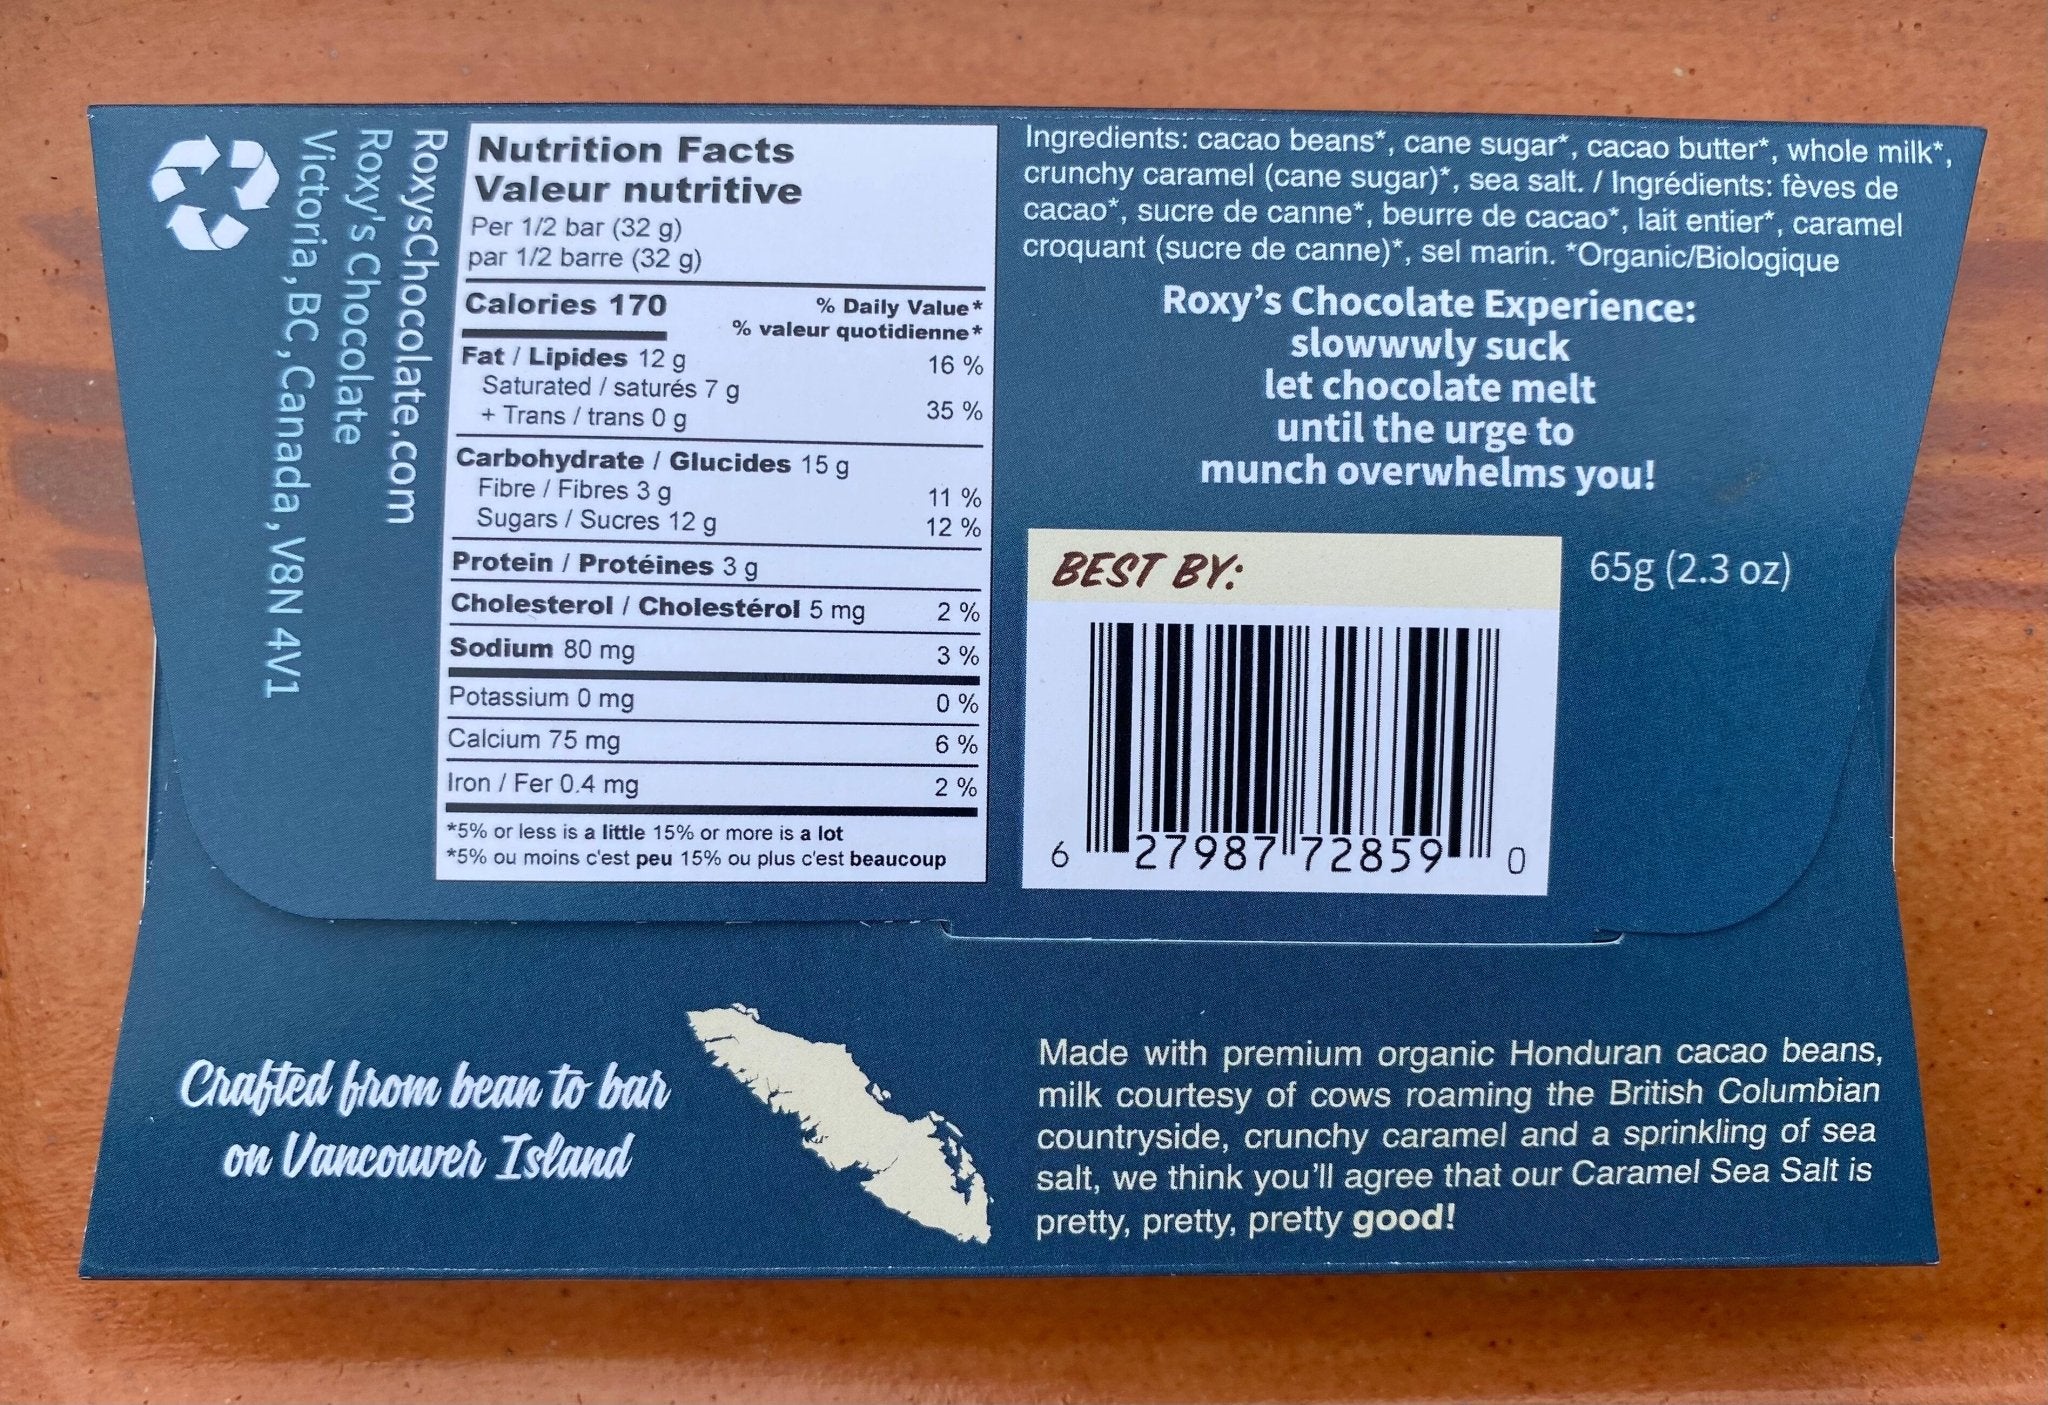 RoxysChocolate.com
Roxy's Chocolate
Victoria, BC, Canada, V8N 4V1
Nutrition Facts
Valeur nutritive
Per 1/2 bar (32 g)
par 1/2 barre (32 g)
Calories 170
% Daily Value*
% valeur quotidienne*
Fat / Lipides 12 g 16 %
Saturated / saturés 7 g
+ Trans / trans 0 g 35 %
Carbohydrate / Glucides 15 g
Fibre / Fibres 3 g 11 %
Sugars / Sucres 12 g 12 %
Protein / Protéines 3 g
Cholesterol / Cholestérol 5 mg 2 %
Sodium 80 mg 3 %
Potassium 0 mg 0 %
Calcium 75 mg 6 %
Iron / Fer 0.4 mg 2 %
*5% or less is a little 15% or more is a lot
*5% ou moins c'est peu 15% ou plus c'est beaucoup
Ingredients: cacao beans*, cane sugar*, cacao butter*, whole milk*,
crunchy caramel (cane sugar)*, sea salt. / Ingrédients: fèves de
cacao*, sucre de canne*, beurre de cacao*, lait entier*, caramel
croquant (sucre de canne)*, sel marin. *Organic/Biologique
Roxy's Chocolate Experience:
slowwwly suck
let chocolate melt
until the urge to
munch overwhelms you!
BEST BY:
65g (2.3 oz)
6 27987 72859 0
Crafted from bean to bar
on Vancouver Island
Made with premium organic Honduran cacao beans,
milk courtesy of cows roaming the British Columbian
countryside, crunchy caramel and a sprinkling of sea
salt, we think you'll agree that our Caramel Sea Salt is
pretty, pretty, pretty good!